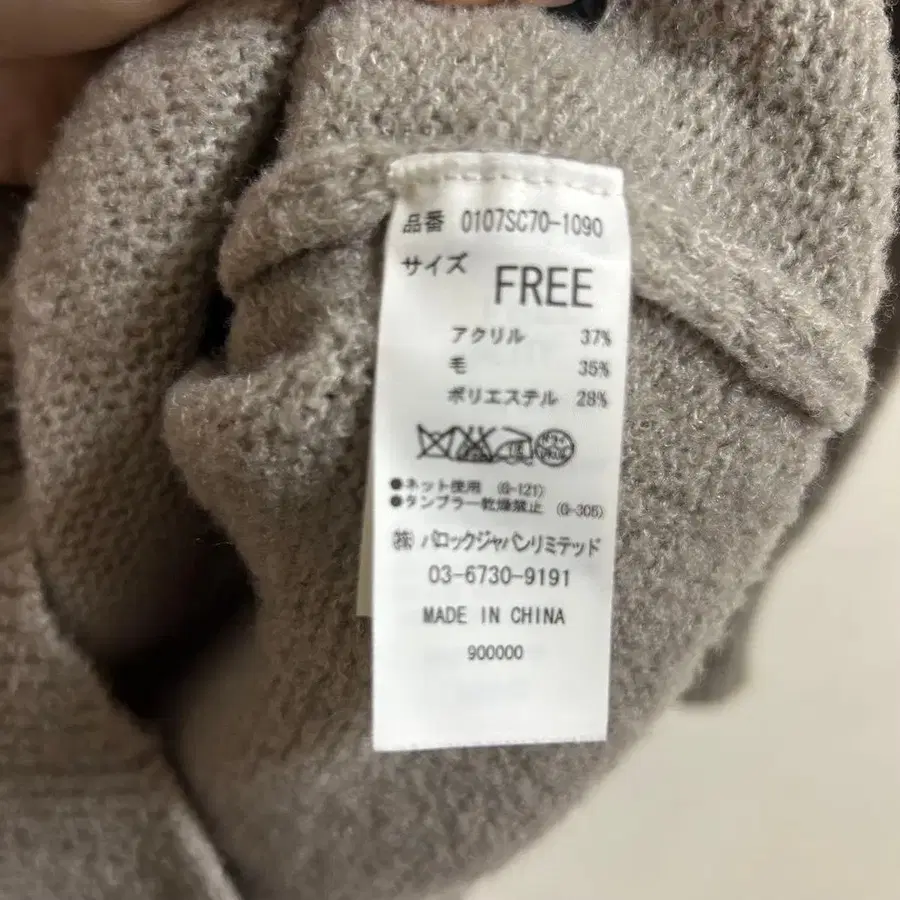 品番 0107SC70-1090
サイズ FREE
アクリル 37%
毛 35%
ポリエステル 28%
●ネット使用 (G-121)
●タンブラー乾燥禁止 (G-305)
㈱バロックジャパンリミテッド
03-6730-9191
MADE IN CHINA
900000